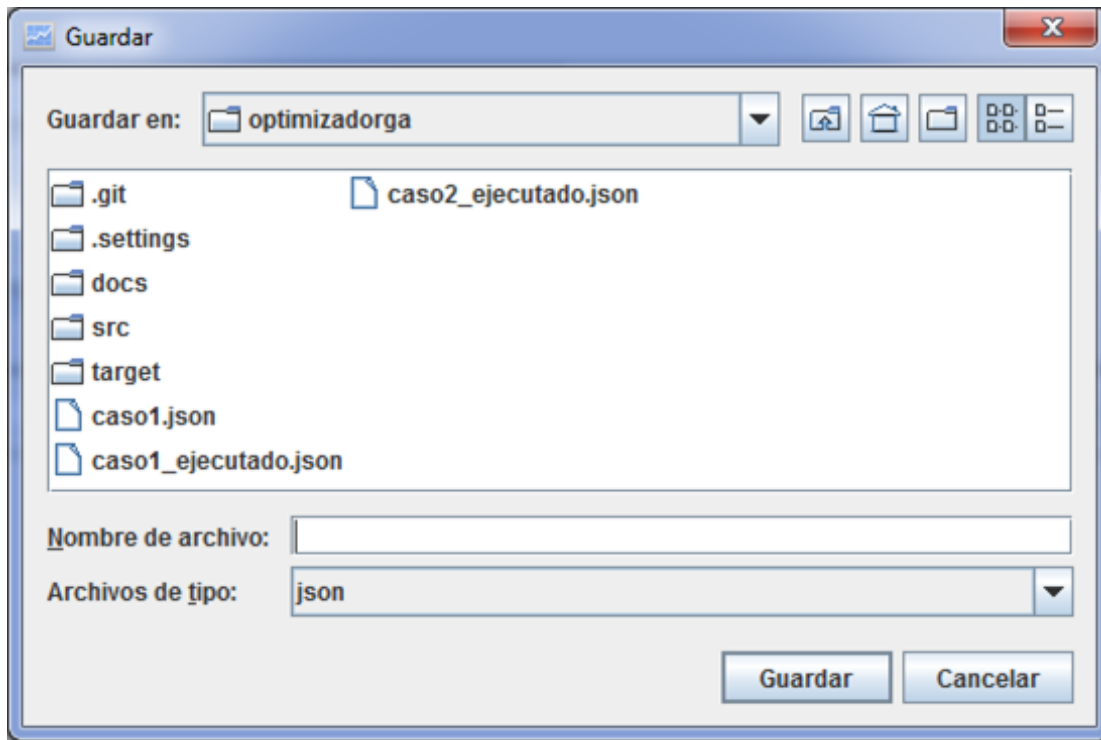 Guardar
Guardar en: optimizadorga
.git
.settings
docs
src
target
caso1.json
caso1_ejecutado.json
caso2_ejecutado.json
Nombre de archivo:
Archivos de tipo: json
Guardar Cancelar